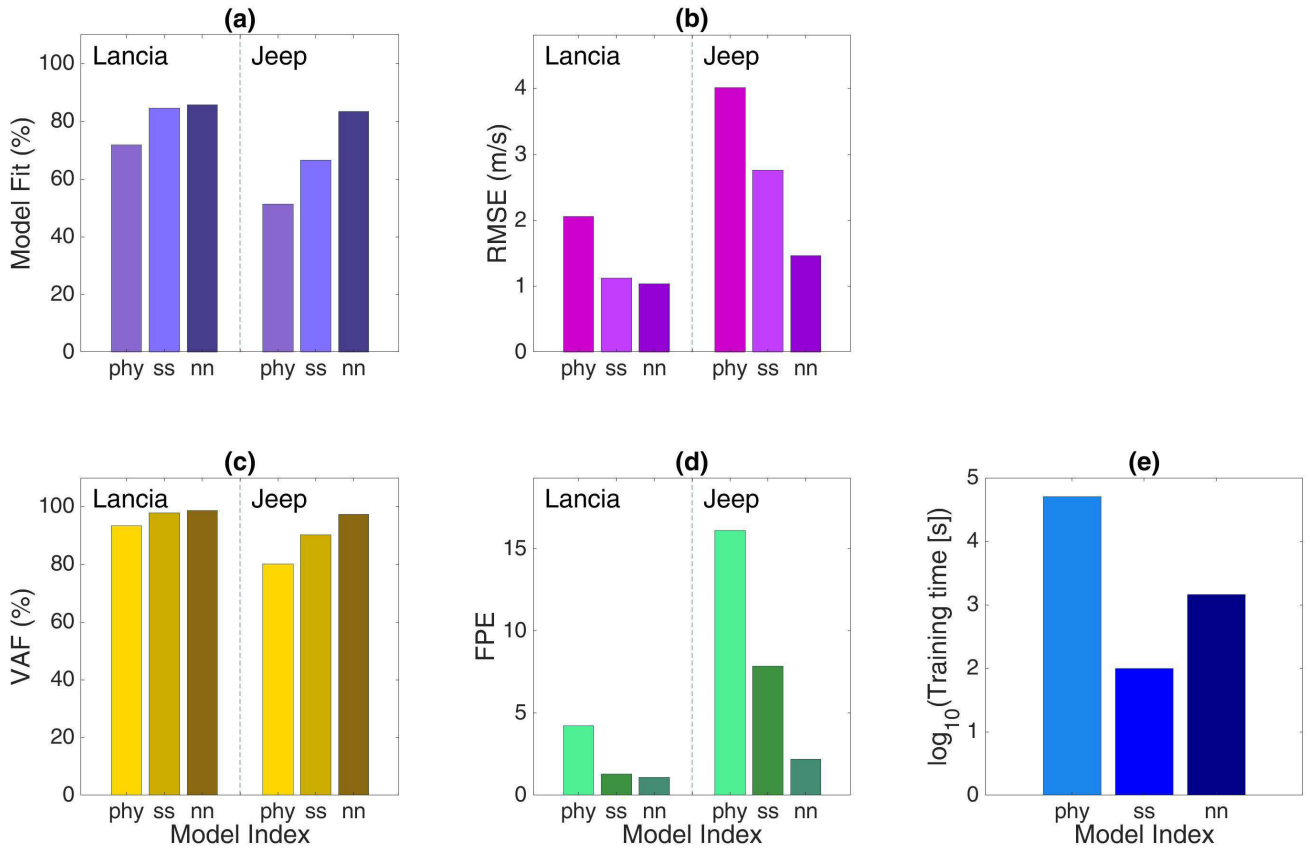 (a)
Lancia
Jeep
Model Fit (%)
100
80
60
40
20
0
phy ss nn
phy ss nn
(b)
Lancia
Jeep
RMSE (m/s)
4
3
2
1
0
phy ss nn
phy ss nn
(c)
Lancia
Jeep
VAF (%)
100
80
60
40
20
0
phy ss nn
phy ss nn
Model Index
(d)
Lancia
Jeep
FPE
15
10
5
0
phy ss nn
phy ss nn
Model Index
(e)
log10(Training time [s])
5
4
3
2
1
0
phy ss nn
Model Index